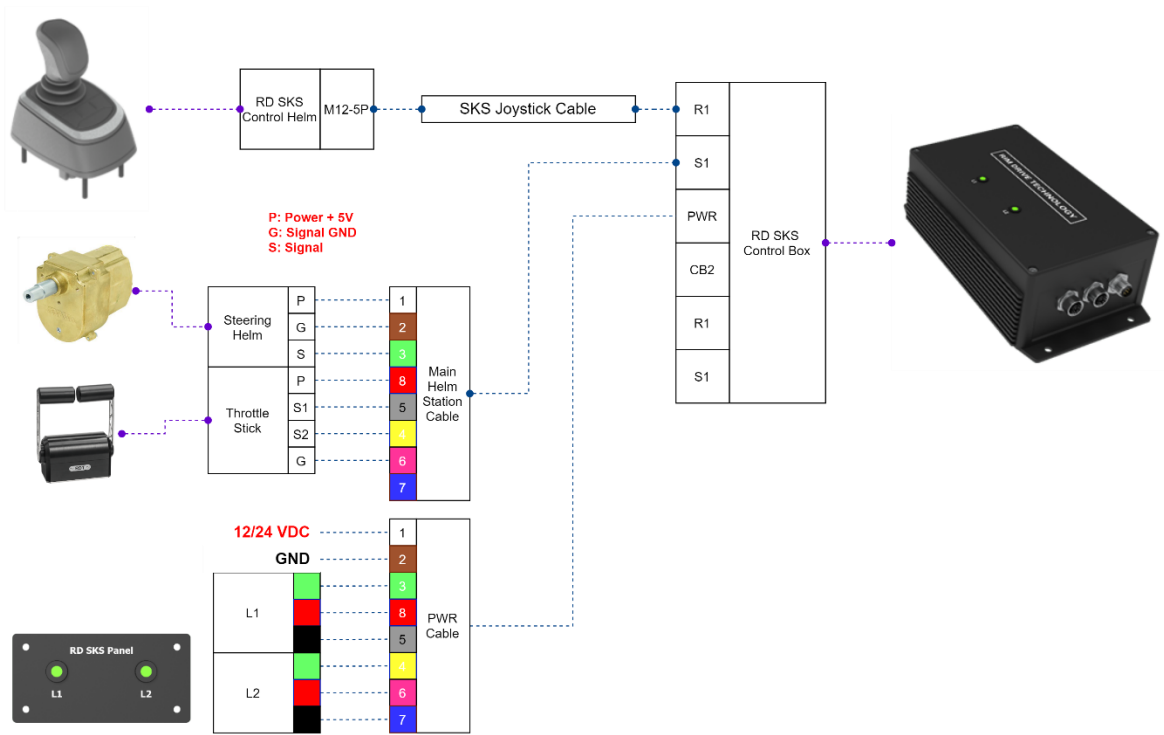 RD SKS
Control Helm
M12-5P
SKS Joystick Cable
R1
S1
PWR
CB2
R1
S1
RD SKS
Control Box
RIM DRIVE TECHNOLOGY
P: Power + 5V
G: Signal GND
S: Signal
Steering
Helm
P
G
S
Throttle
Stick
P
S1
S2
G
1
2
3
8
5
4
6
7
Main
Helm
Station
Cable
12/24 VDC
GND
L1
L2
1
2
3
8
5
4
6
7
PWR
Cable
RD SKS Panel
L1
L2